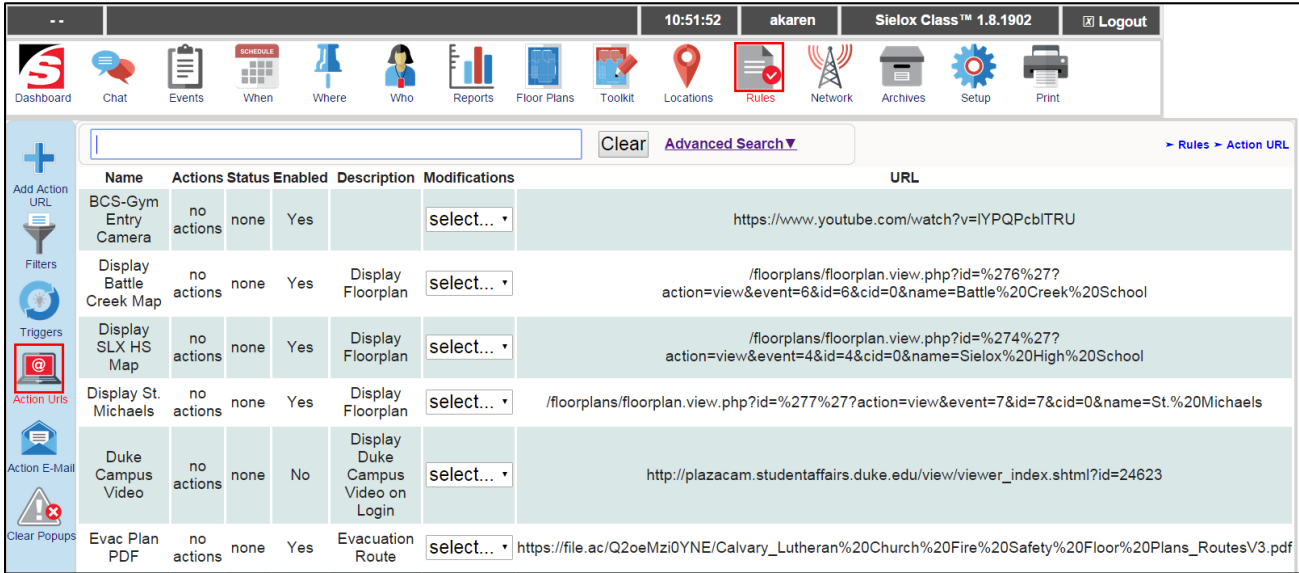 - -
10:51:52
akaren
Sielox Class™ 1.8.1902
☒ Logout
SCHEDULE
Dashboard
Chat
Events
When
Where
Who
Reports
Floor Plans
Toolkit
Locations
Rules
Network
Archives
Setup
Print
Clear
Advanced Search▼
➢ Rules ➢ Action URL
Add Action
URL
Filters
Triggers
@
Action Urls
Action E-Mail
Clear Popups
Name Actions Status Enabled Description Modifications URL
BCS-Gym
Entry
Camera
no
actions
none
Yes
select...
https://www.youtube.com/watch?v=IYPQPcbITRU
Display
Battle
Creek Map
no
actions
none
Yes
Display
Floorplan
select...
/floorplans/floorplan.view.php?id=%276%27?
action=view&event=6&id=6&cid=0&name=Battle%20Creek%20School
Display
SLX HS
Map
no
actions
none
Yes
Display
Floorplan
select...
/floorplans/floorplan.view.php?id=%274%27?
action=view&event=4&id=4&cid=0&name=Sielox%20High%20School
Display St.
Michaels
no
actions
none
Yes
Display
Floorplan
select...
/floorplans/floorplan.view.php?id=%277%27?action=view&event=7&id=7&cid=0&name=St.%20Michaels
Duke
Campus
Video
no
actions
none
No
Display
Duke
Campus
Video on
Login
select...
http://plazacam.studentaffairs.duke.edu/view/viewer_index.shtml?id=24623
Evac Plan
PDF
no
actions
none
Yes
Evacuation
Route
select...
https://file.ac/Q2oeMzi0YNE/Calvary_Lutheran%20Church%20Fire%20Safety%20Floor%20Plans_RoutesV3.pdf